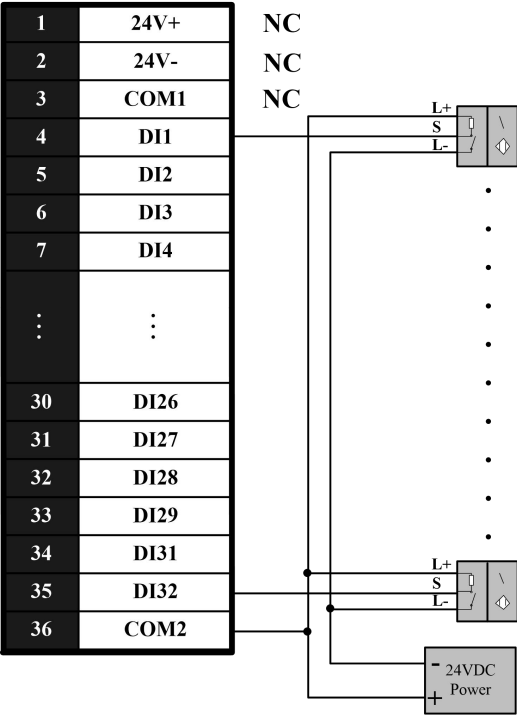 1 24V+ NC
2 24V- NC
3 COM1 NC
L+
4 DI1 S
L-
5 DI2
6 DI3
7 DI4
⋮ ⋮
30 DI26
31 DI27
32 DI28
33 DI29
34 DI31
L+
35 DI32 S
L-
36 COM2
- 24VDC
+ Power